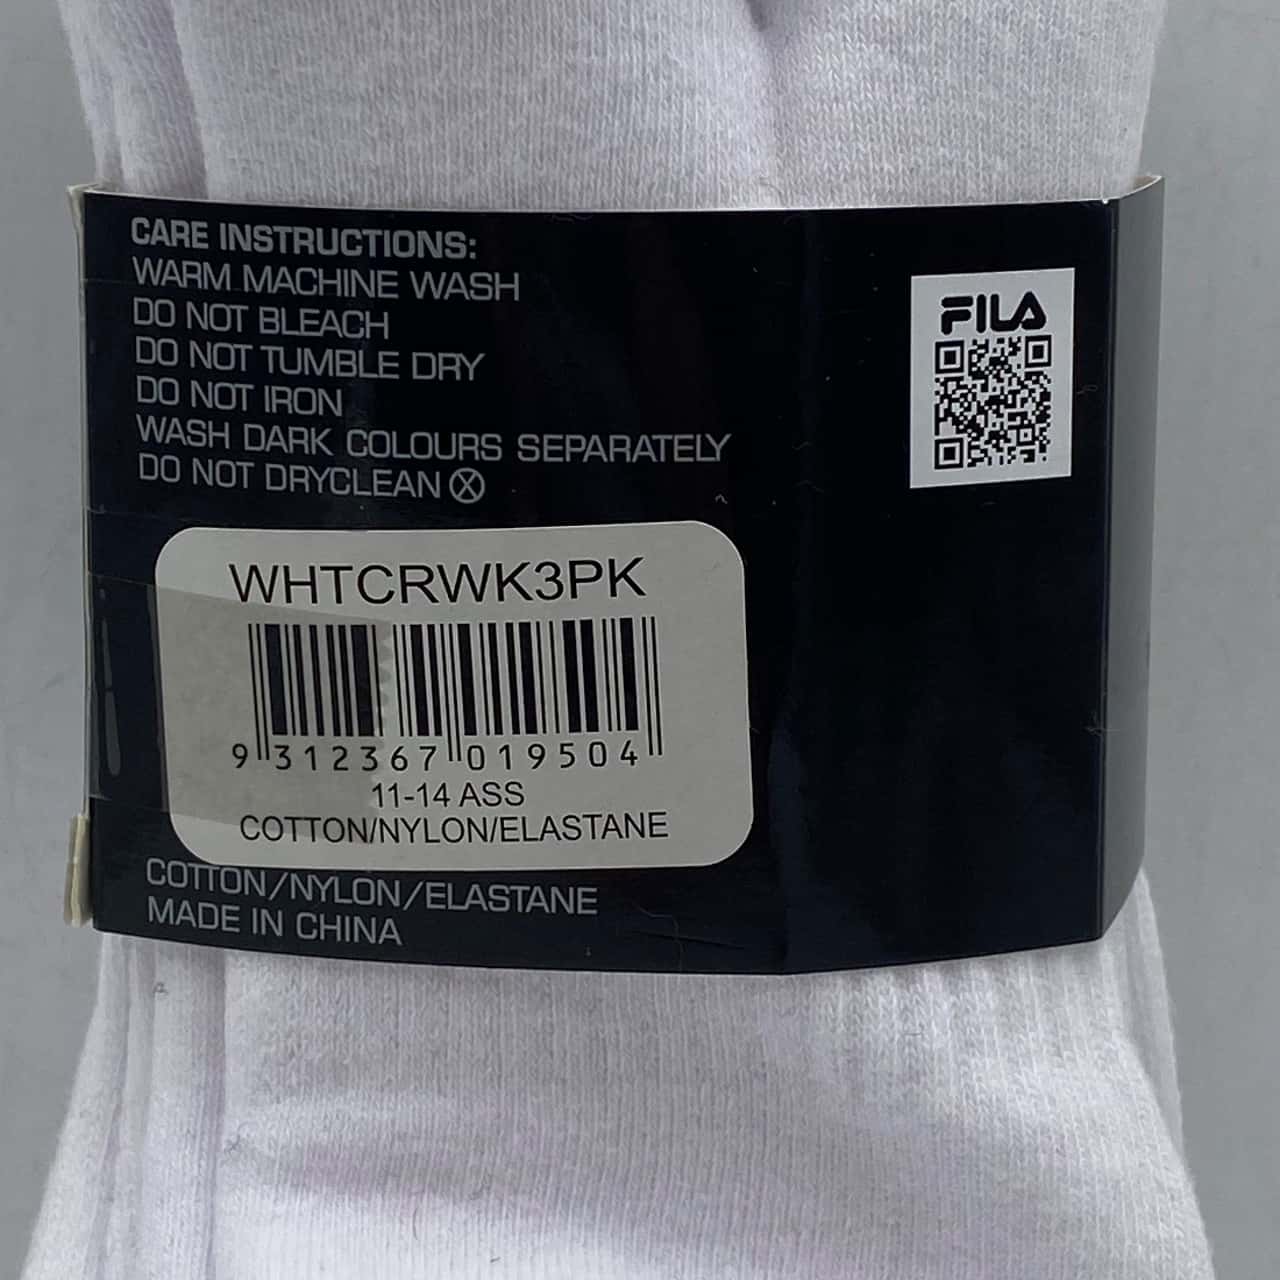 CARE INSTRUCTIONS:
WARM MACHINE WASH
DO NOT BLEACH
DO NOT TUMBLE DRY
DO NOT IRON
WASH DARK COLOURS SEPARATELY
DO NOT DRYCLEAN
FILA
WHTCRWK3PK
9 312367 019504
11-14 ASS
COTTON/NYLON/ELASTANE
COTTON/NYLON/ELASTANE
MADE IN CHINA